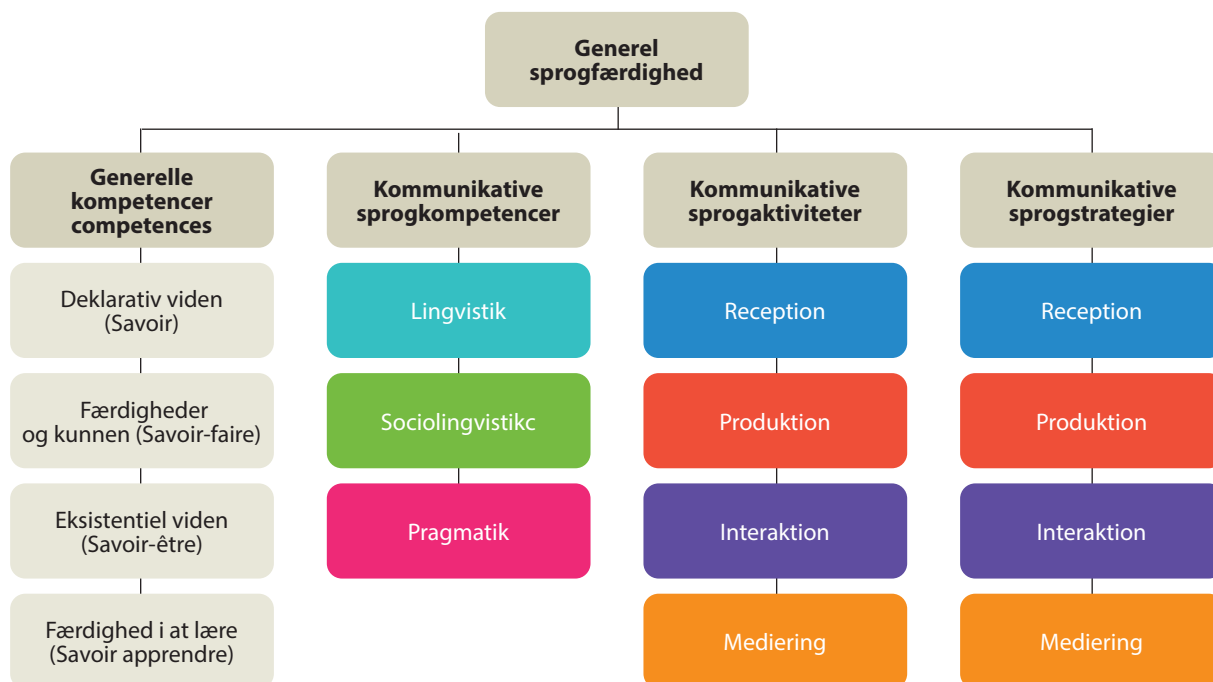 Generel
sprogfærdighed
Generelle
kompetencer
competences
Deklarativ viden
(Savoir)
Færdigheder
og kunnen (Savoir-faire)
Eksistentiel viden
(Savoir-être)
Færdighed i at lære
(Savoir apprendre)
Kommunikative
sprogkompetencer
Lingvistik
Sociolingvistikc
Pragmatik
Kommunikative
sprogaktiviteter
Reception
Produktion
Interaktion
Mediering
Kommunikative
sprogstrategier
Reception
Produktion
Interaktion
Mediering